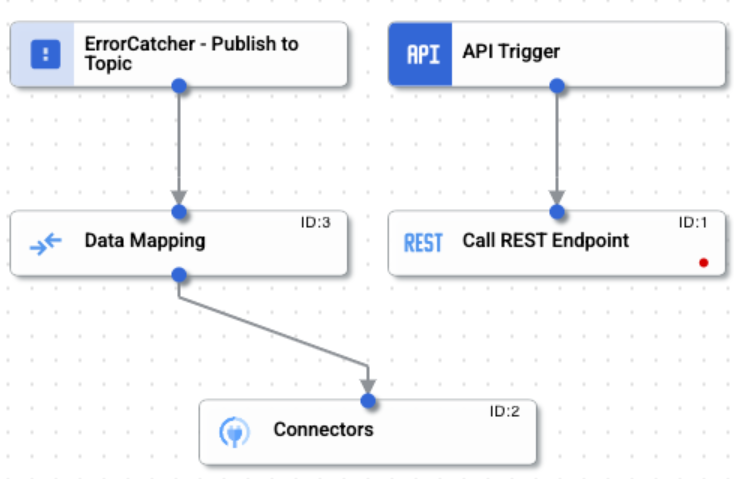 ErrorCatcher - Publish to
Topic
API
API Trigger
ID:3
Data Mapping
ID:1
REST
Call REST Endpoint
ID:2
Connectors